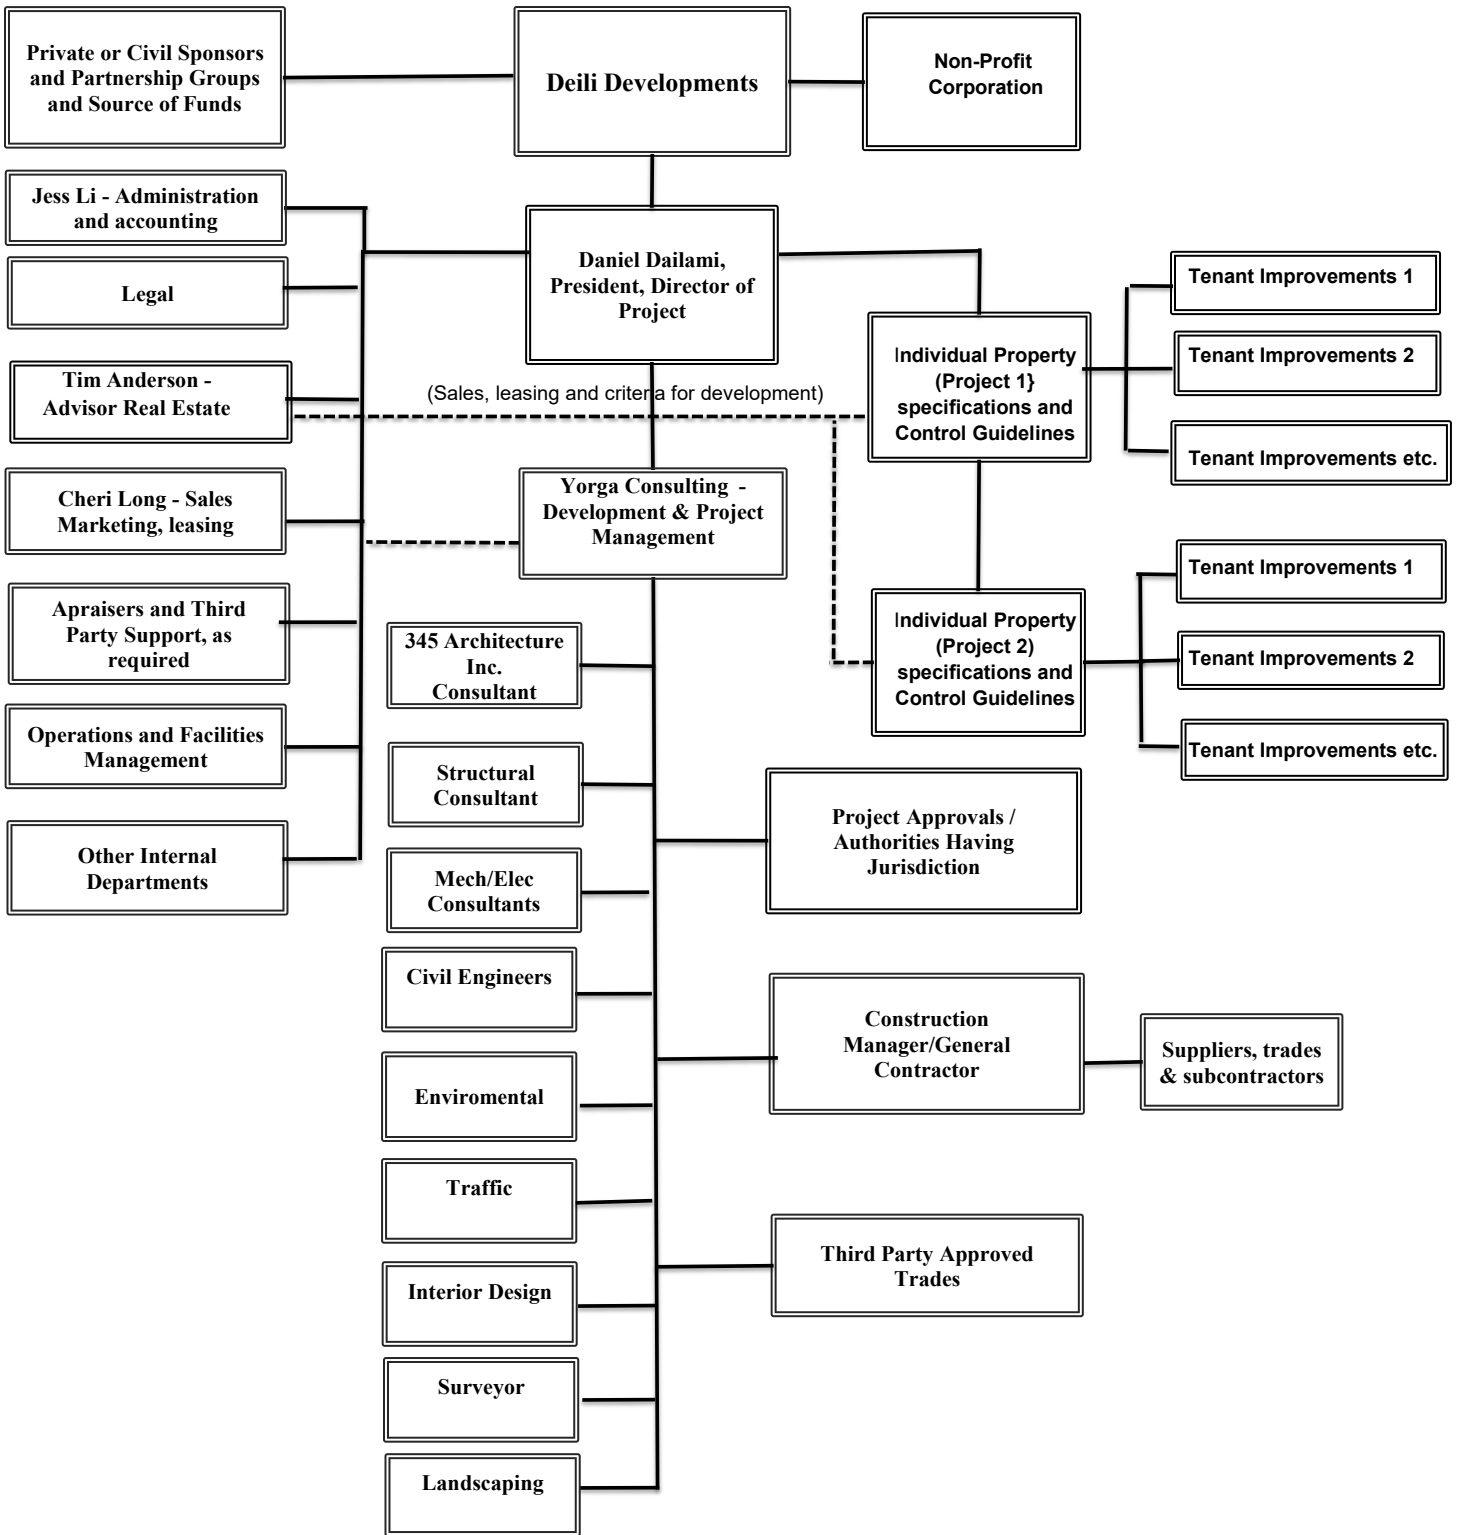 Private or Civil Sponsors
and Partnership Groups
and Source of Funds
Deili Developments
Non-Profit
Corporation
Jess Li - Administration
and accounting
Legal
Tim Anderson -
Advisor Real Estate
Cheri Long - Sales
Marketing, leasing
Apraisers and Third
Party Support, as
required
Operations and Facilities
Management
Other Internal
Departments
Daniel Dailami,
President, Director of
Project
(Sales, leasing and criteria for development)
Yorga Consulting -
Development & Project
Management
Individual Property
(Project 1}
specifications and
Control Guidelines
Tenant Improvements 1
Tenant Improvements 2
Tenant Improvements etc.
Individual Property
(Project 2)
specifications and
Control Guidelines
Tenant Improvements 1
Tenant Improvements 2
Tenant Improvements etc.
345 Architecture
Inc.
Consultant
Structural
Consultant
Mech/Elec
Consultants
Civil Engineers
Enviromental
Traffic
Interior Design
Surveyor
Landscaping
Project Approvals /
Authorities Having
Jurisdiction
Construction
Manager/General
Contractor
Suppliers, trades
& subcontractors
Third Party Approved
Trades